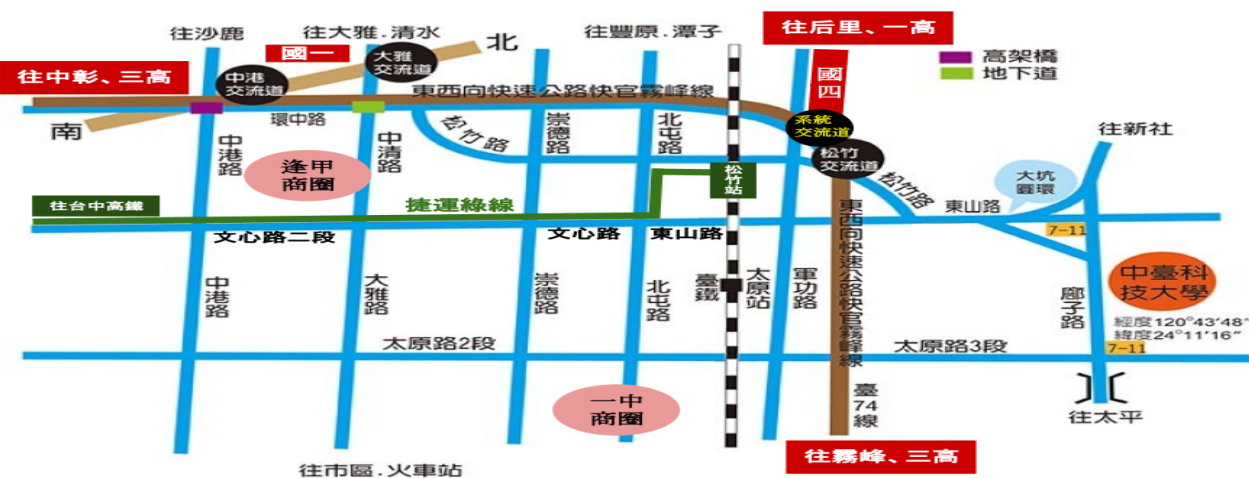 往沙鹿
往大雅.清水
北
往豐原.潭子
往后里、一高
國一
往中彰、三高
中港
交流道
大雅
交流道
國四
高架橋
地下道
東西向快速公路快官霧峰線
南
環中路
系統
交流道
松竹
交流道
往新社
中港路
中清路
松竹路
崇德路
北屯路
逢甲
商圈
松竹站
松竹路
大坑
圓環
往台中高鐵
捷運綠線
東山路
文心路二段
文心路
東山路
7-11
中港路
大雅路
崇德路
北屯路
臺鐵
太原站
軍功路
東西向快速公路快官霧峰線
廍子路
中臺科
技大學
經度120°43'48"
緯度24°11'16"
太原路2段
太原路3段
7-11
一中
商圈
臺74線
往太平
往霧峰、三高
往市區.火車站